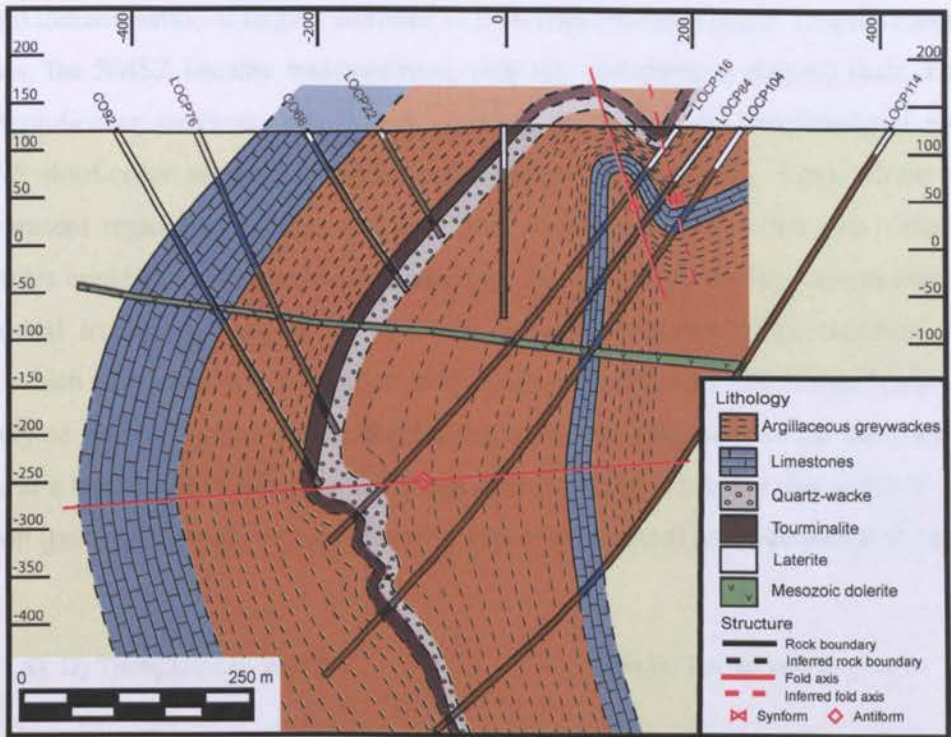 -400
-200
0
200
400
200
150
100
50
0
-50
-100
-150
-200
-250
-300
-350
-400
200
100
50
0
-50
-100
CO92
LOCP76
CO68
LOCP22
LOCP116
LOCP84
LOCP104
LOCP114
0
250 m
Lithology
Argillaceous greywackes
Limestones
Quartz-wacke
Tourminalite
Laterite
Mesozoic dolerite
Structure
Rock boundary
Inferred rock boundary
Fold axis
Inferred fold axis
Synform
Antiform